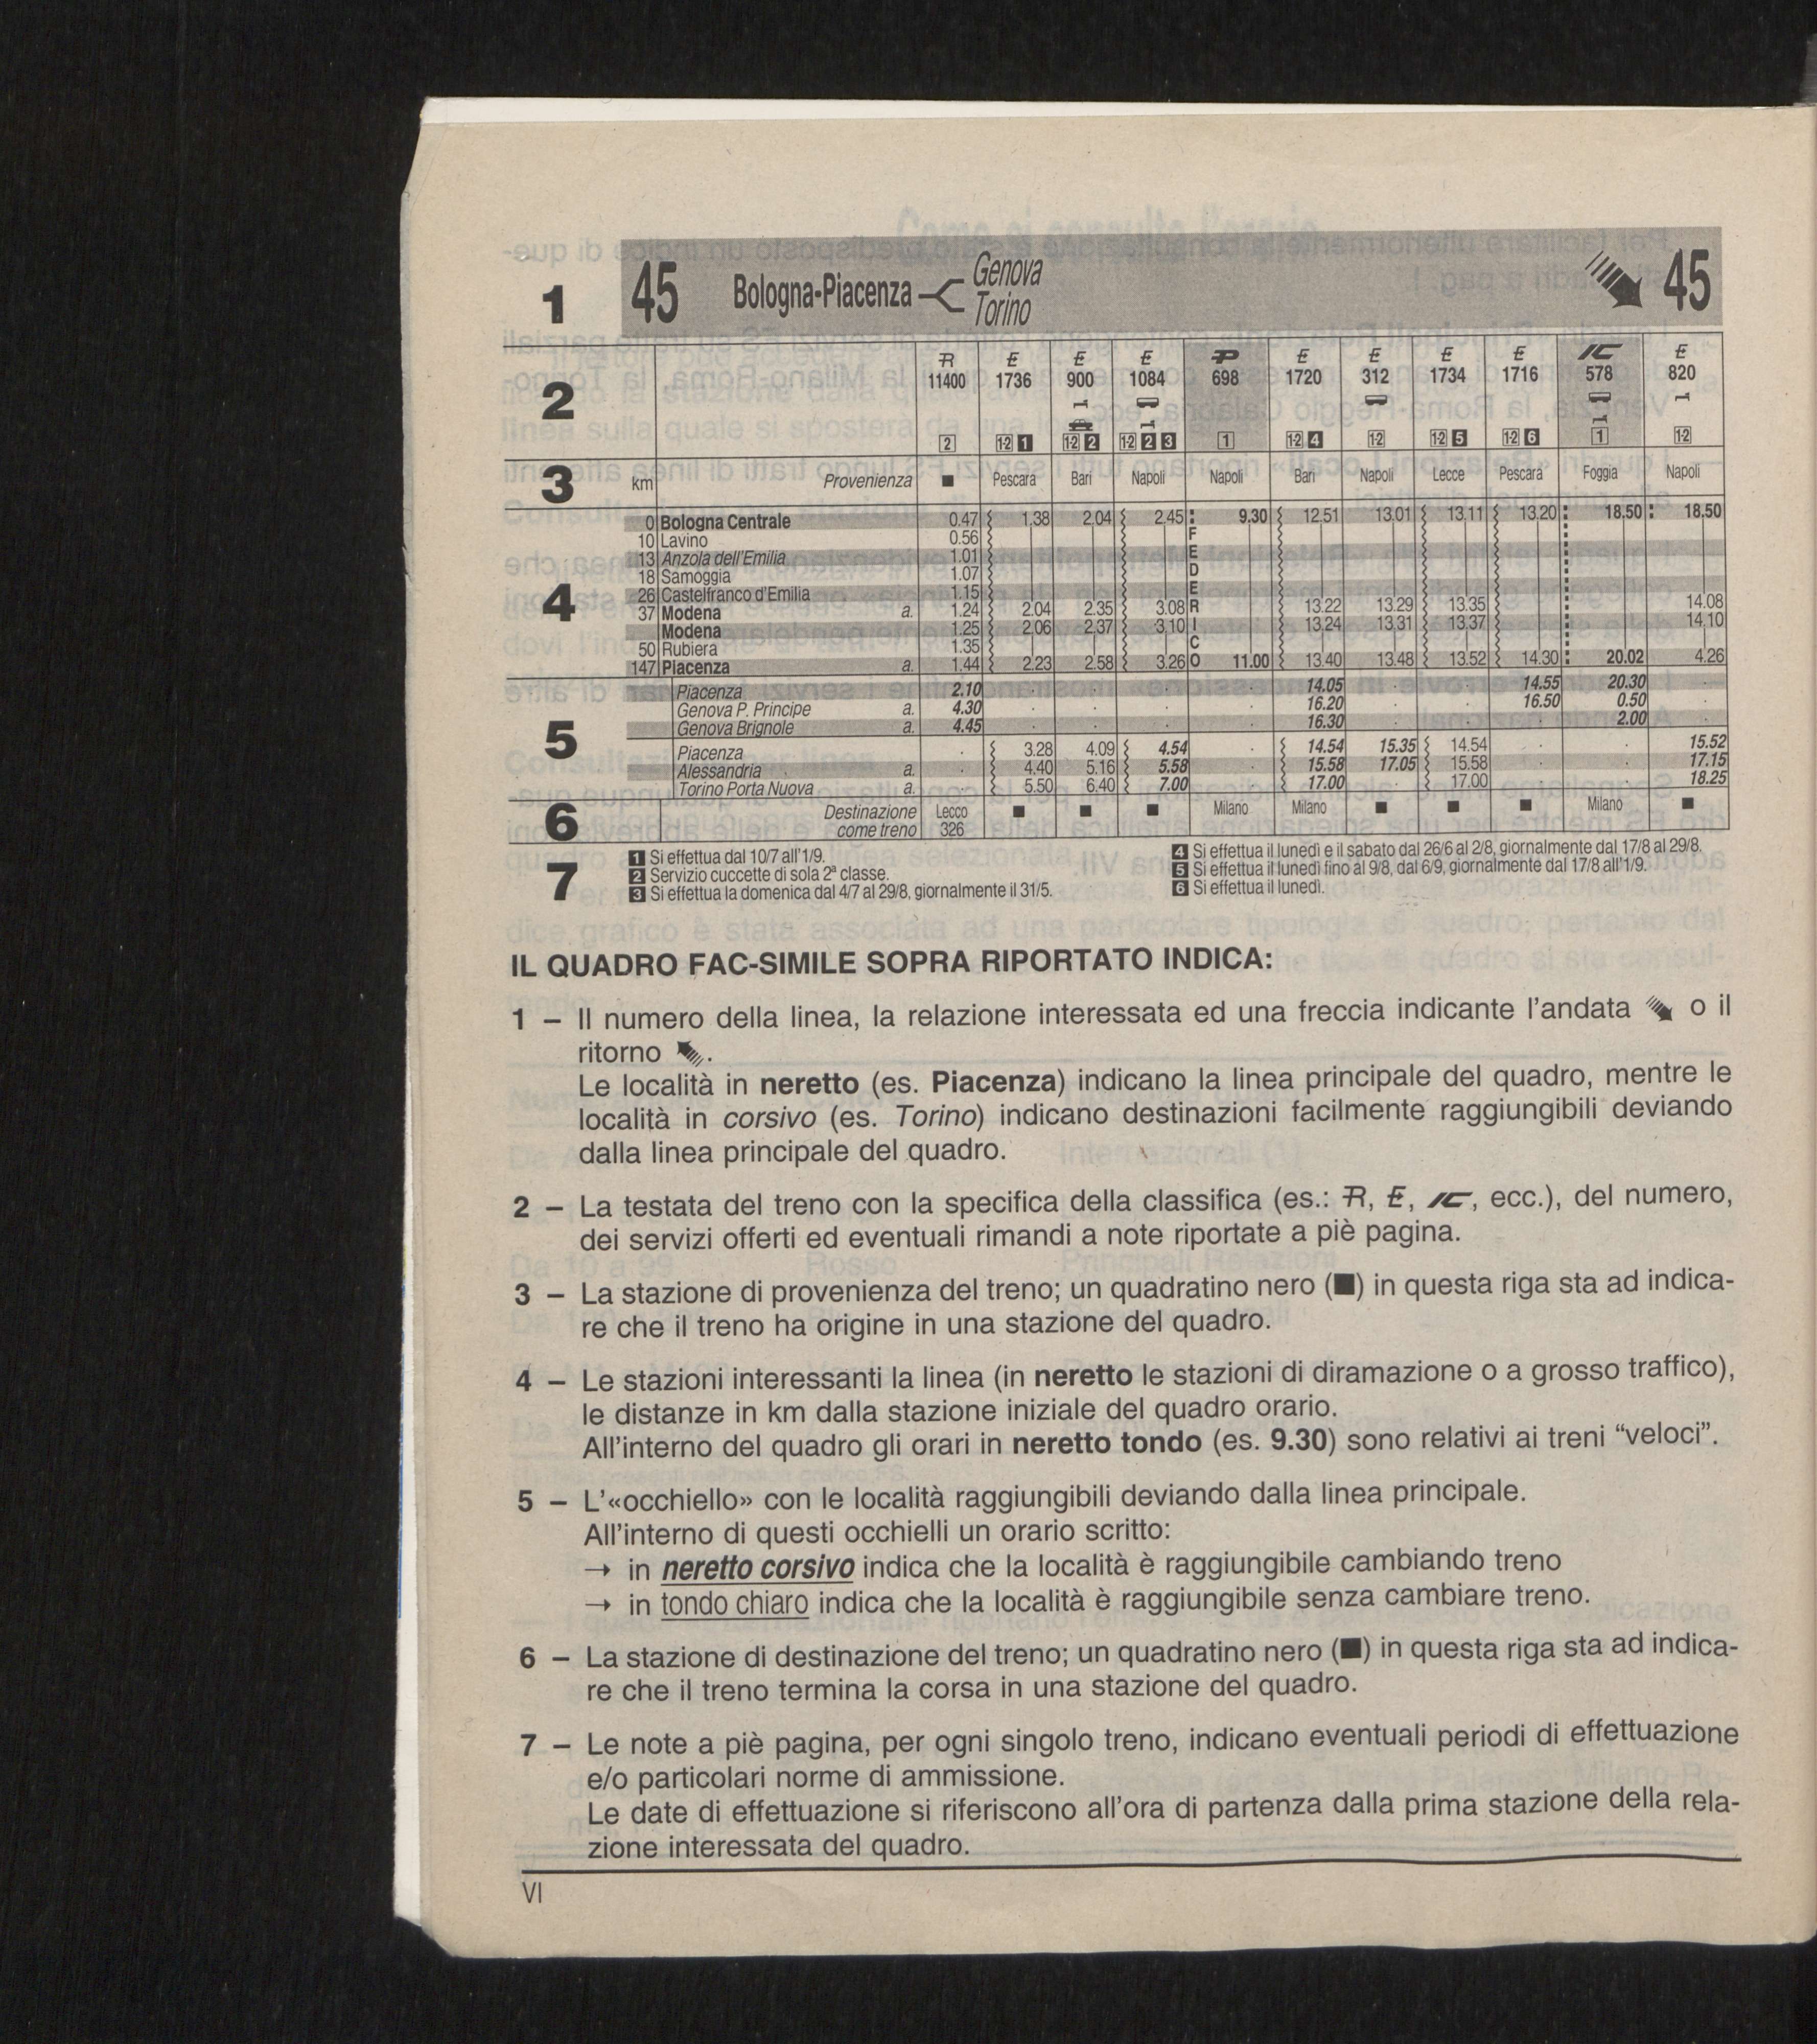 1 45 Bologna-Piacenza Genova Torino 45
2 R E E E P E E E E IC E
11400 1736 900 1084 698 1720 312 1734 1716 578 820
2 1·2 1 1·2 2 1·2 2 3 1 1·2 4 1·2 1·2 5 1·2 6 1 1·2
3 km Provenienza ■ Pescara Bari Napoli Napoli Bari Napoli Lecce Pescara Foggia Napoli
4
0 Bologna Centrale 0.47 1.38 2.04 2.45 9.30 12.51 13.01 13.11 13.20 18.50 18.50
10 Lavino 0.56 F
13 Anzola dell'Emilia 1.01 E
18 Samoggia 1.07 D
26 Castelfranco d'Emilia 1.15 E
37 Modena a. 1.24 2.04 2.35 3.08 R 13.22 13.29 13.35 14.08
Modena 1.25 2.06 2.37 3.10 I 13.24 13.31 13.37 14.10
50 Rubiera 1.35 C
147 Piacenza a. 1.44 2.23 2.58 3.26 O 11.00 13.40 13.48 13.52 14.30 20.02 4.26
5
Piacenza 2.10 . . . . 14.05 . . 14.55 20.30 .
Genova P. Principe a. 4.30 . . . . 16.20 . . 16.50 0.50 .
Genova Brignole a. 4.45 . . . . 16.30 . . . 2.00 .
Piacenza . 3.28 4.09 4.54 . 14.54 15.35 14.54 . . 15.52
Alessandria a. . 4.40 5.16 5.58 . 15.58 17.05 15.58 . . 17.15
Torino Porta Nuova a. . 5.50 6.40 7.00 . 17.00 . 17.00 . . 18.25
6 Destinazione Lecco ■ ■ ■ Milano Milano ■ ■ ■ Milano ■
come treno 326
7
1 Si effettua dal 10/7 all'1/9.
2 Servizio cuccette di sola 2ª classe.
3 Si effettua la domenica dal 4/7 al 29/8, giornalmente il 31/5.
4 Si effettua il lunedì e il sabato dal 26/6 al 2/8, giornalmente dal 17/8 al 29/8.
5 Si effettua il lunedì fino al 9/8, dal 6/9, giornalmente dal 17/8 all'1/9.
6 Si effettua il lunedì.
IL QUADRO FAC-SIMILE SOPRA RIPORTATO INDICA:
1 – Il numero della linea, la relazione interessata ed una freccia indicante l'andata o il
ritorno .
Le località in neretto (es. Piacenza) indicano la linea principale del quadro, mentre le
località in corsivo (es. Torino) indicano destinazioni facilmente raggiungibili deviando
dalla linea principale del quadro.
2 – La testata del treno con la specifica della classifica (es.: R, E, IC, ecc.), del numero,
dei servizi offerti ed eventuali rimandi a note riportate a piè pagina.
3 – La stazione di provenienza del treno; un quadratino nero (■) in questa riga sta ad indica-
re che il treno ha origine in una stazione del quadro.
4 – Le stazioni interessanti la linea (in neretto le stazioni di diramazione o a grosso traffico),
le distanze in km dalla stazione iniziale del quadro orario.
All'interno del quadro gli orari in neretto tondo (es. 9.30) sono relativi ai treni “veloci”.
5 – L'«occhiello» con le località raggiungibili deviando dalla linea principale.
All'interno di questi occhielli un orario scritto:
→ in neretto corsivo indica che la località è raggiungibile cambiando treno
→ in tondo chiaro indica che la località è raggiungibile senza cambiare treno.
6 – La stazione di destinazione del treno; un quadratino nero (■) in questa riga sta ad indica-
re che il treno termina la corsa in una stazione del quadro.
7 – Le note a piè pagina, per ogni singolo treno, indicano eventuali periodi di effettuazione
e/o particolari norme di ammissione.
Le date di effettuazione si riferiscono all'ora di partenza dalla prima stazione della rela-
zione interessata del quadro.
VI